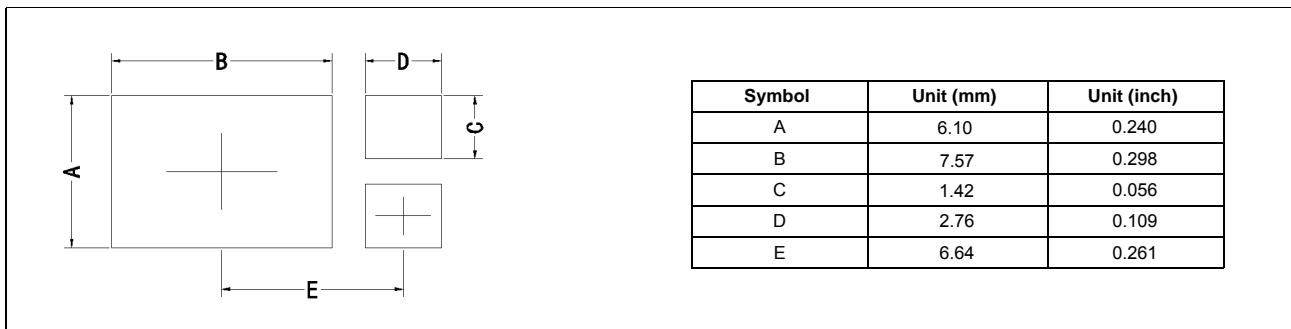 B
D
A
C
E
Symbol Unit (mm) Unit (inch)
A 6.10 0.240
B 7.57 0.298
C 1.42 0.056
D 2.76 0.109
E 6.64 0.261